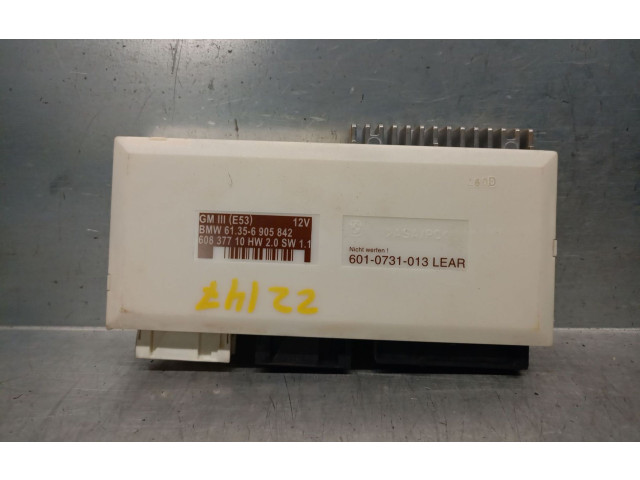 GM III (E53) 12V
BMW 61.35-6 905 842
606 377 10 HW 2.0 SW 1.1
Nicht werfen !
601-0731-013 LEAR
22147